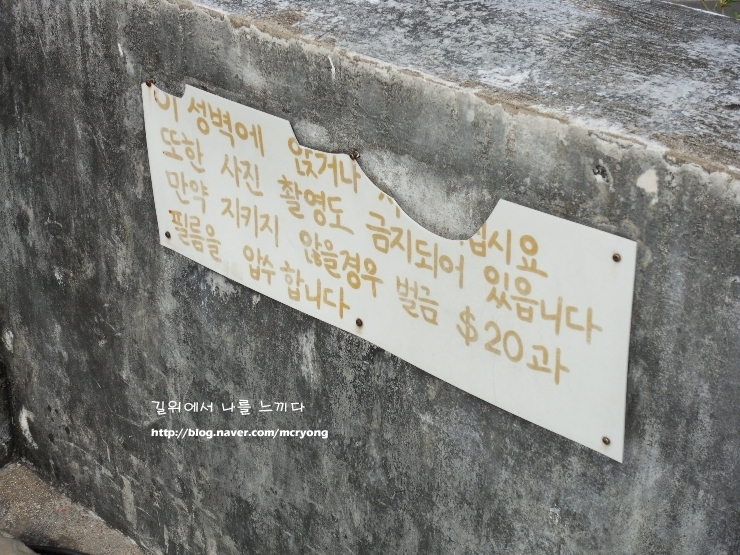 이 성벽에 앉거나 십시요
또한 사진 촬영도 금지되어 있읍니다
만약 지키지 않을경우 벌금 $20과
필름을 압수합니다
길위에서 나를 느끼다
http://blog.naver.com/mcryong